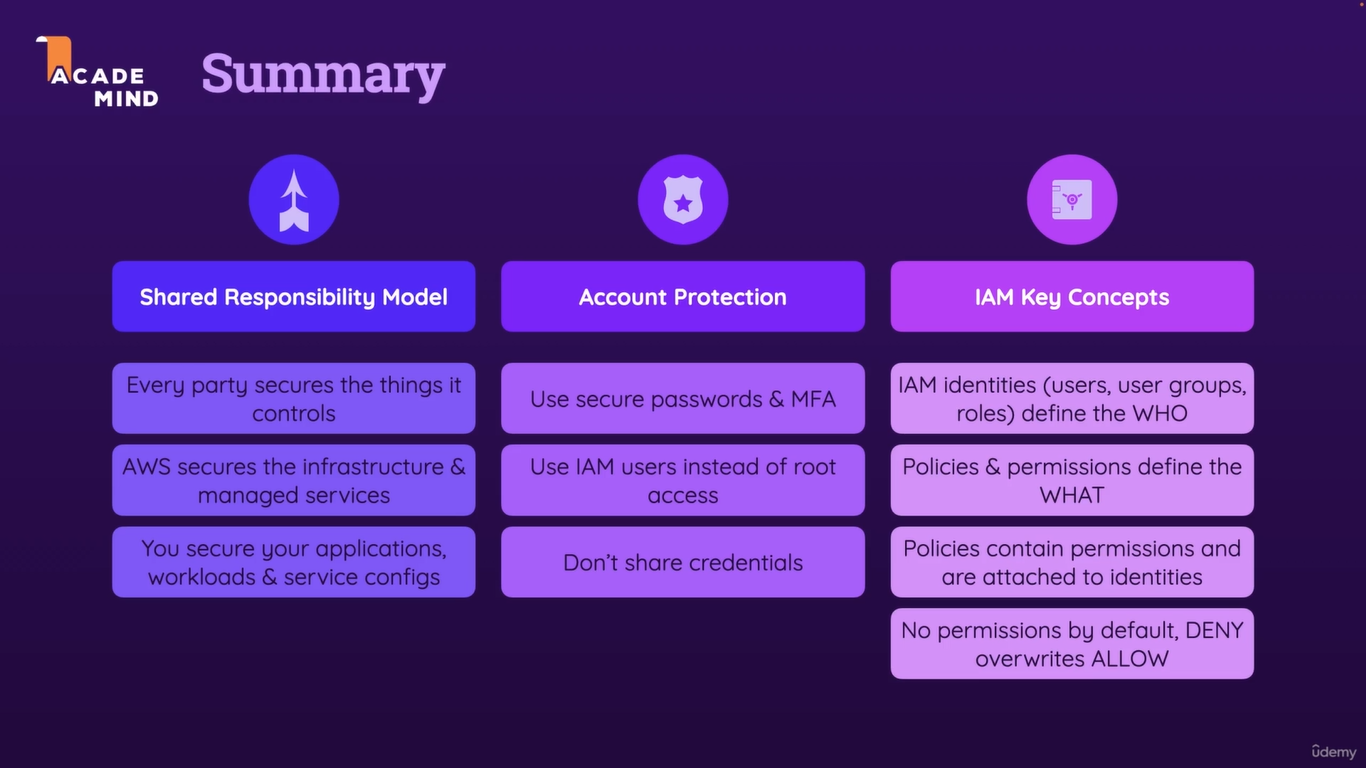 ACADE
MIND
Summary
Shared Responsibility Model
Every party secures the things it
controls
AWS secures the infrastructure &
managed services
You secure your applications,
workloads & service configs
Account Protection
Use secure passwords & MFA
Use IAM users instead of root
access
Don't share credentials
IAM Key Concepts
IAM identities (users, user groups,
roles) define the WHO
Policies & permissions define the
WHAT
Policies contain permissions and
are attached to identities
No permissions by default, DENY
overwrites ALLOW
udemy